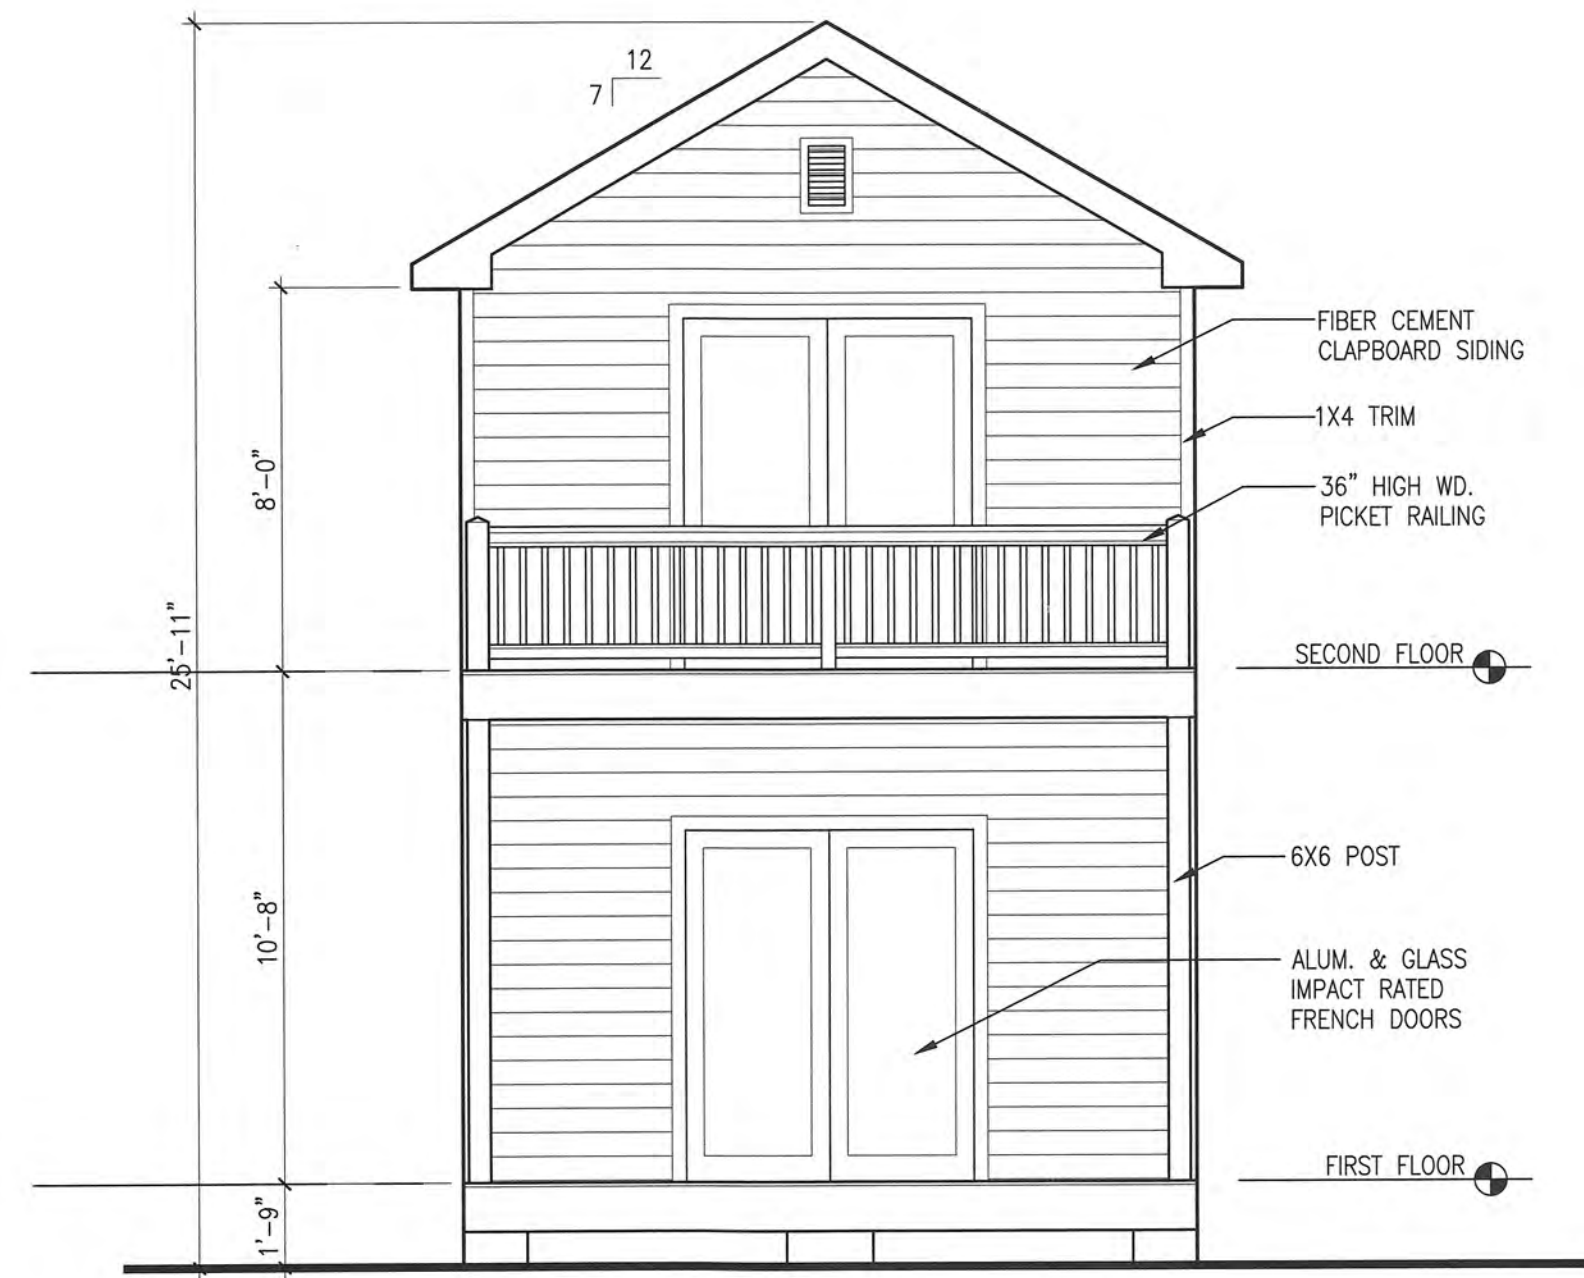 12
7
FIBER CEMENT
CLAPBOARD SIDING
1X4 TRIM
36" HIGH WD.
PICKET RAILING
8'-0"
25'-11"
SECOND FLOOR
6X6 POST
10'-8"
ALUM. & GLASS
IMPACT RATED
FRENCH DOORS
FIRST FLOOR
1'-9"